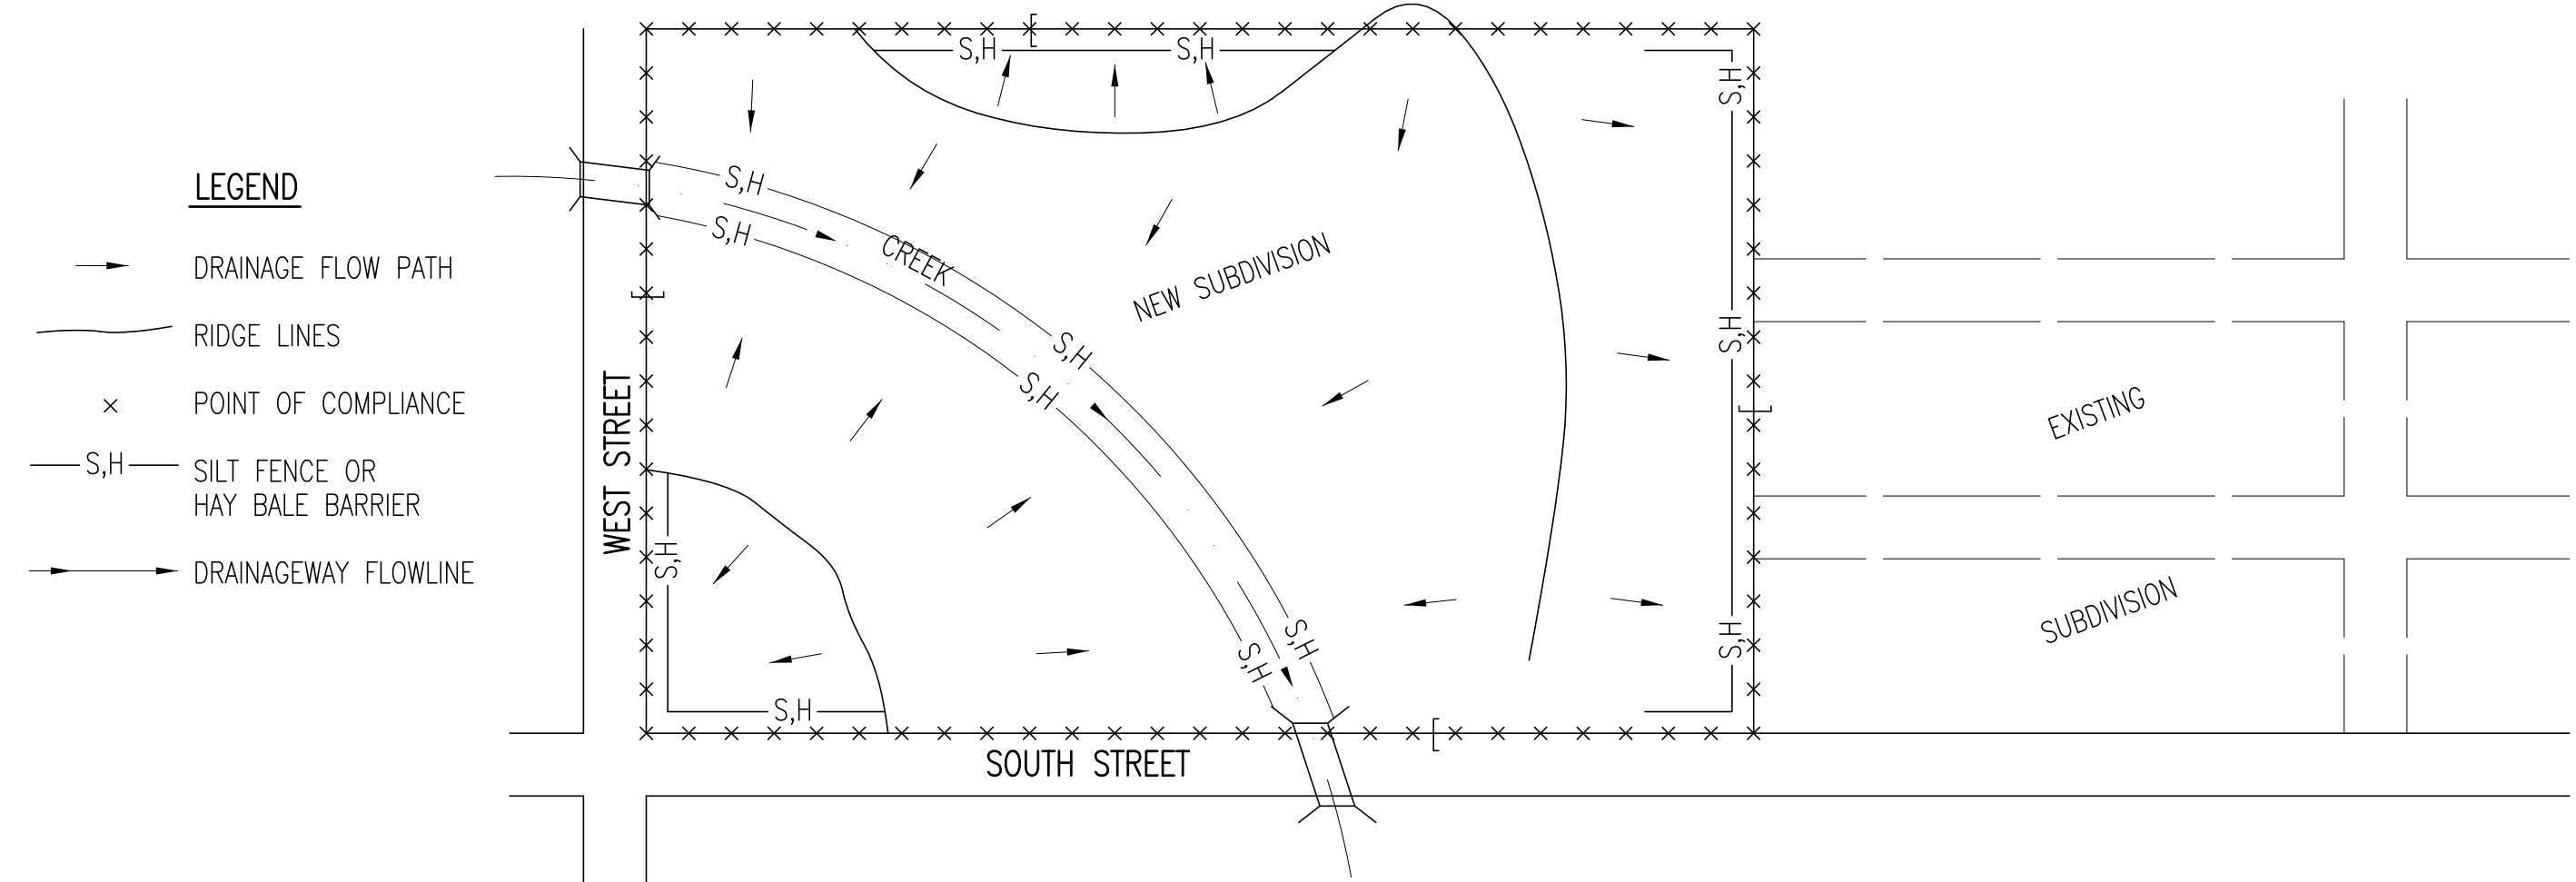 LEGEND
DRAINAGE FLOW PATH
RIDGE LINES
POINT OF COMPLIANCE
S,H
SILT FENCE OR
HAY BALE BARRIER
DRAINAGEWAY FLOWLINE
S,H
S,H
S,H
S,H
S,H
CREEK
NEW SUBDIVISION
S,H
S,H
S,H
WEST STREET
EXISTING
S,H
S,H
S,H
S,H
SUBDIVISION
S,H
SOUTH STREET